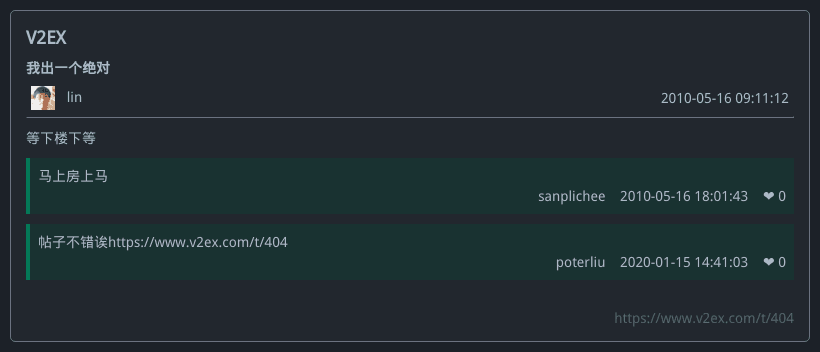 V2EX
我出一个绝对
lin 2010-05-16 09:11:12
等下楼下等
马上房上马
sanplichee 2010-05-16 18:01:43 ❤ 0
帖子不错诶https://www.v2ex.com/t/404
poterliu 2020-01-15 14:41:03 ❤ 0
https://www.v2ex.com/t/404